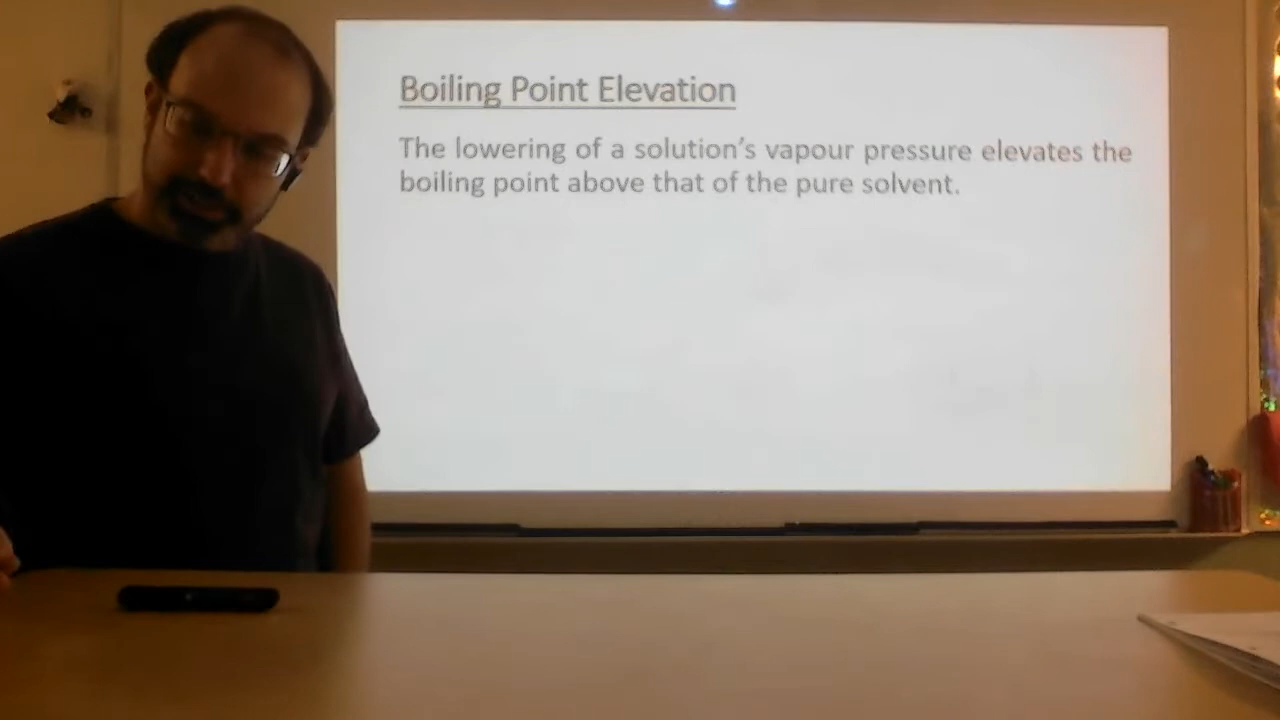 Boiling Point Elevation
The lowering of a solution's vapour pressure elevates the
boiling point above that of the pure solvent.